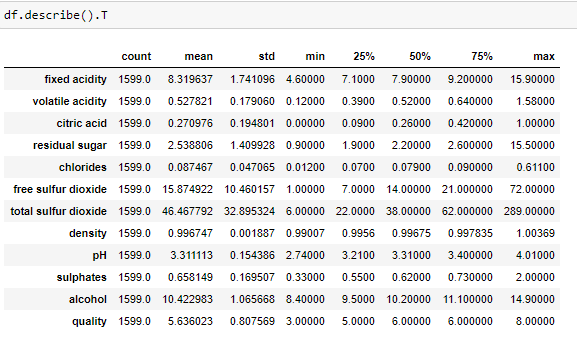 df.describe().T
count mean std min 25% 50% 75% max
fixed acidity 1599.0 8.319637 1.741096 4.60000 7.1000 7.90000 9.200000 15.90000
volatile acidity 1599.0 0.527821 0.179060 0.12000 0.3900 0.52000 0.640000 1.58000
citric acid 1599.0 0.270976 0.194801 0.00000 0.0900 0.26000 0.420000 1.00000
residual sugar 1599.0 2.538806 1.409928 0.90000 1.9000 2.20000 2.600000 15.50000
chlorides 1599.0 0.087467 0.047065 0.01200 0.0700 0.07900 0.090000 0.61100
free sulfur dioxide 1599.0 15.874922 10.460157 1.00000 7.0000 14.00000 21.000000 72.00000
total sulfur dioxide 1599.0 46.467792 32.895324 6.00000 22.0000 38.00000 62.000000 289.00000
density 1599.0 0.996747 0.001887 0.99007 0.9956 0.99675 0.997835 1.00369
pH 1599.0 3.311113 0.154386 2.74000 3.2100 3.31000 3.400000 4.01000
sulphates 1599.0 0.658149 0.169507 0.33000 0.5500 0.62000 0.730000 2.00000
alcohol 1599.0 10.422983 1.065668 8.40000 9.5000 10.20000 11.100000 14.90000
quality 1599.0 5.636023 0.807569 3.00000 5.0000 6.00000 6.000000 8.00000